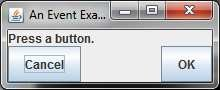 An Event Exa...
Press a button.
Cancel
OK